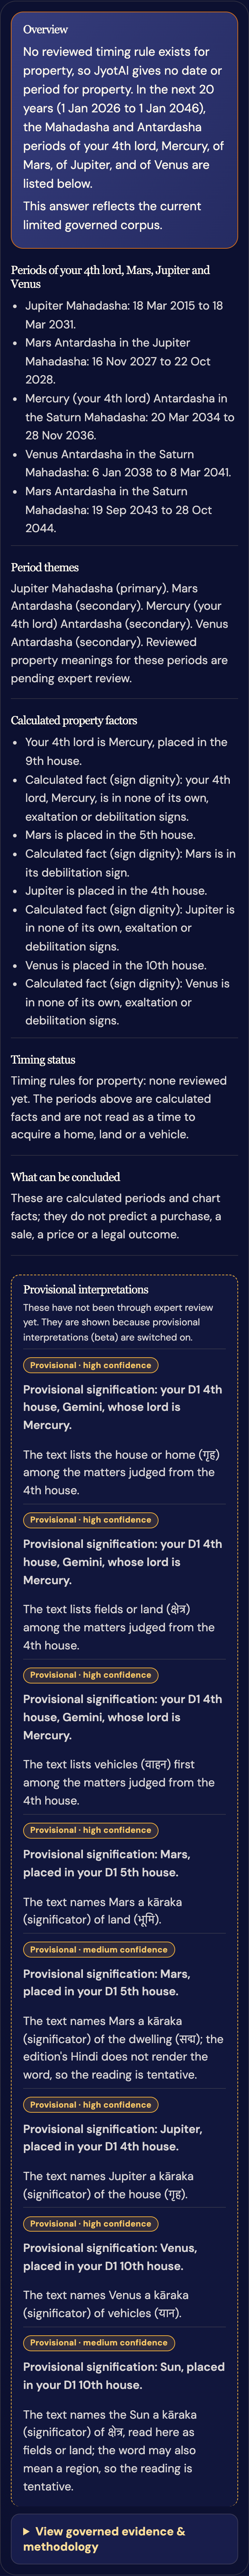 Overview
No reviewed timing rule exists for
property, so JyotAI gives no date or
period for property. In the next 20
years (1 Jan 2026 to 1 Jan 2046),
the Mahadasha and Antardasha
periods of your 4th lord, Mercury, of
Mars, of Jupiter, and of Venus are
listed below.
This answer reflects the current
limited governed corpus.
Periods of your 4th lord, Mars, Jupiter and
Venus
• Jupiter Mahadasha: 18 Mar 2015 to 18
Mar 2031.
• Mars Antardasha in the Jupiter
Mahadasha: 16 Nov 2027 to 22 Oct
2028.
• Mercury (your 4th lord) Antardasha in
the Saturn Mahadasha: 20 Mar 2034 to
28 Nov 2036.
• Venus Antardasha in the Saturn
Mahadasha: 6 Jan 2038 to 8 Mar 2041.
• Mars Antardasha in the Saturn
Mahadasha: 19 Sep 2043 to 28 Oct
2044.
Period themes
Jupiter Mahadasha (primary). Mars
Antardasha (secondary). Mercury (your
4th lord) Antardasha (secondary). Venus
Antardasha (secondary). Reviewed
property meanings for these periods are
pending expert review.
Calculated property factors
• Your 4th lord is Mercury, placed in the
9th house.
• Calculated fact (sign dignity): your 4th
lord, Mercury, is in none of its own,
exaltation or debilitation signs.
• Mars is placed in the 5th house.
• Calculated fact (sign dignity): Mars is in
its debilitation sign.
• Jupiter is placed in the 4th house.
• Calculated fact (sign dignity): Jupiter is
in none of its own, exaltation or
debilitation signs.
• Venus is placed in the 10th house.
• Calculated fact (sign dignity): Venus is
in none of its own, exaltation or
debilitation signs.
Timing status
Timing rules for property: none reviewed
yet. The periods above are calculated
facts and are not read as a time to
acquire a home, land or a vehicle.
What can be concluded
These are calculated periods and chart
facts; they do not predict a purchase, a
sale, a price or a legal outcome.
Provisional interpretations
These have not been through expert review
yet. They are shown because provisional
interpretations (beta) are switched on.
Provisional · high confidence
Provisional signification: your D1 4th
house, Gemini, whose lord is
Mercury.
The text lists the house or home (गृह)
among the matters judged from the
4th house.
Provisional · high confidence
Provisional signification: your D1 4th
house, Gemini, whose lord is
Mercury.
The text lists fields or land (क्षेत्र)
among the matters judged from the
4th house.
Provisional · high confidence
Provisional signification: your D1 4th
house, Gemini, whose lord is
Mercury.
The text lists vehicles (वाहन) first
among the matters judged from the
4th house.
Provisional · high confidence
Provisional signification: Mars,
placed in your D1 5th house.
The text names Mars a kāraka
(significator) of land (भूमि).
Provisional · medium confidence
Provisional signification: Mars,
placed in your D1 5th house.
The text names Mars a kāraka
(significator) of the dwelling (सद्म); the
edition's Hindi does not render the
word, so the reading is tentative.
Provisional · high confidence
Provisional signification: Jupiter,
placed in your D1 4th house.
The text names Jupiter a kāraka
(significator) of the house (गृह).
Provisional · high confidence
Provisional signification: Venus,
placed in your D1 10th house.
The text names Venus a kāraka
(significator) of vehicles (यान).
Provisional · medium confidence
Provisional signification: Sun, placed
in your D1 10th house.
The text names the Sun a kāraka
(significator) of क्षेत्र, read here as
fields or land; the word may also
mean a region, so the reading is
tentative.
▶ View governed evidence &
methodology